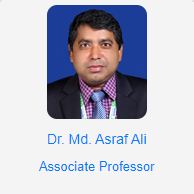 Dr. Md. Asraf Ali
Associate Professor